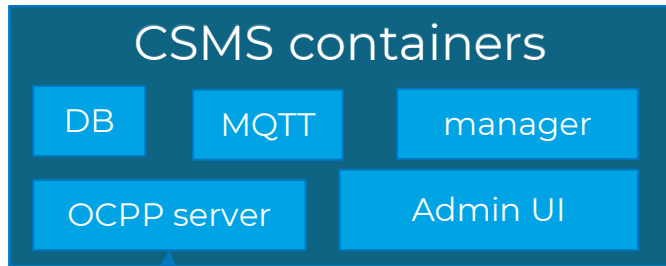 CSMS containers
DB
MQTT
manager
OCPP server
Admin UI